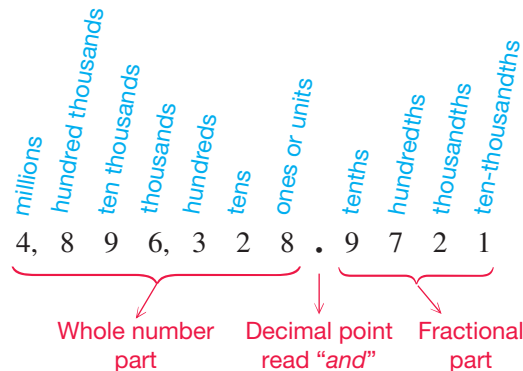 millions
hundred thousands
ten thousands
thousands
hundreds
tens
ones or units
tenths
hundredths
thousandths
ten-thousandths
4, 8 9 6, 3 2 8 . 9 7 2 1
Whole number
part
Decimal point
read “and”
Fractional
part